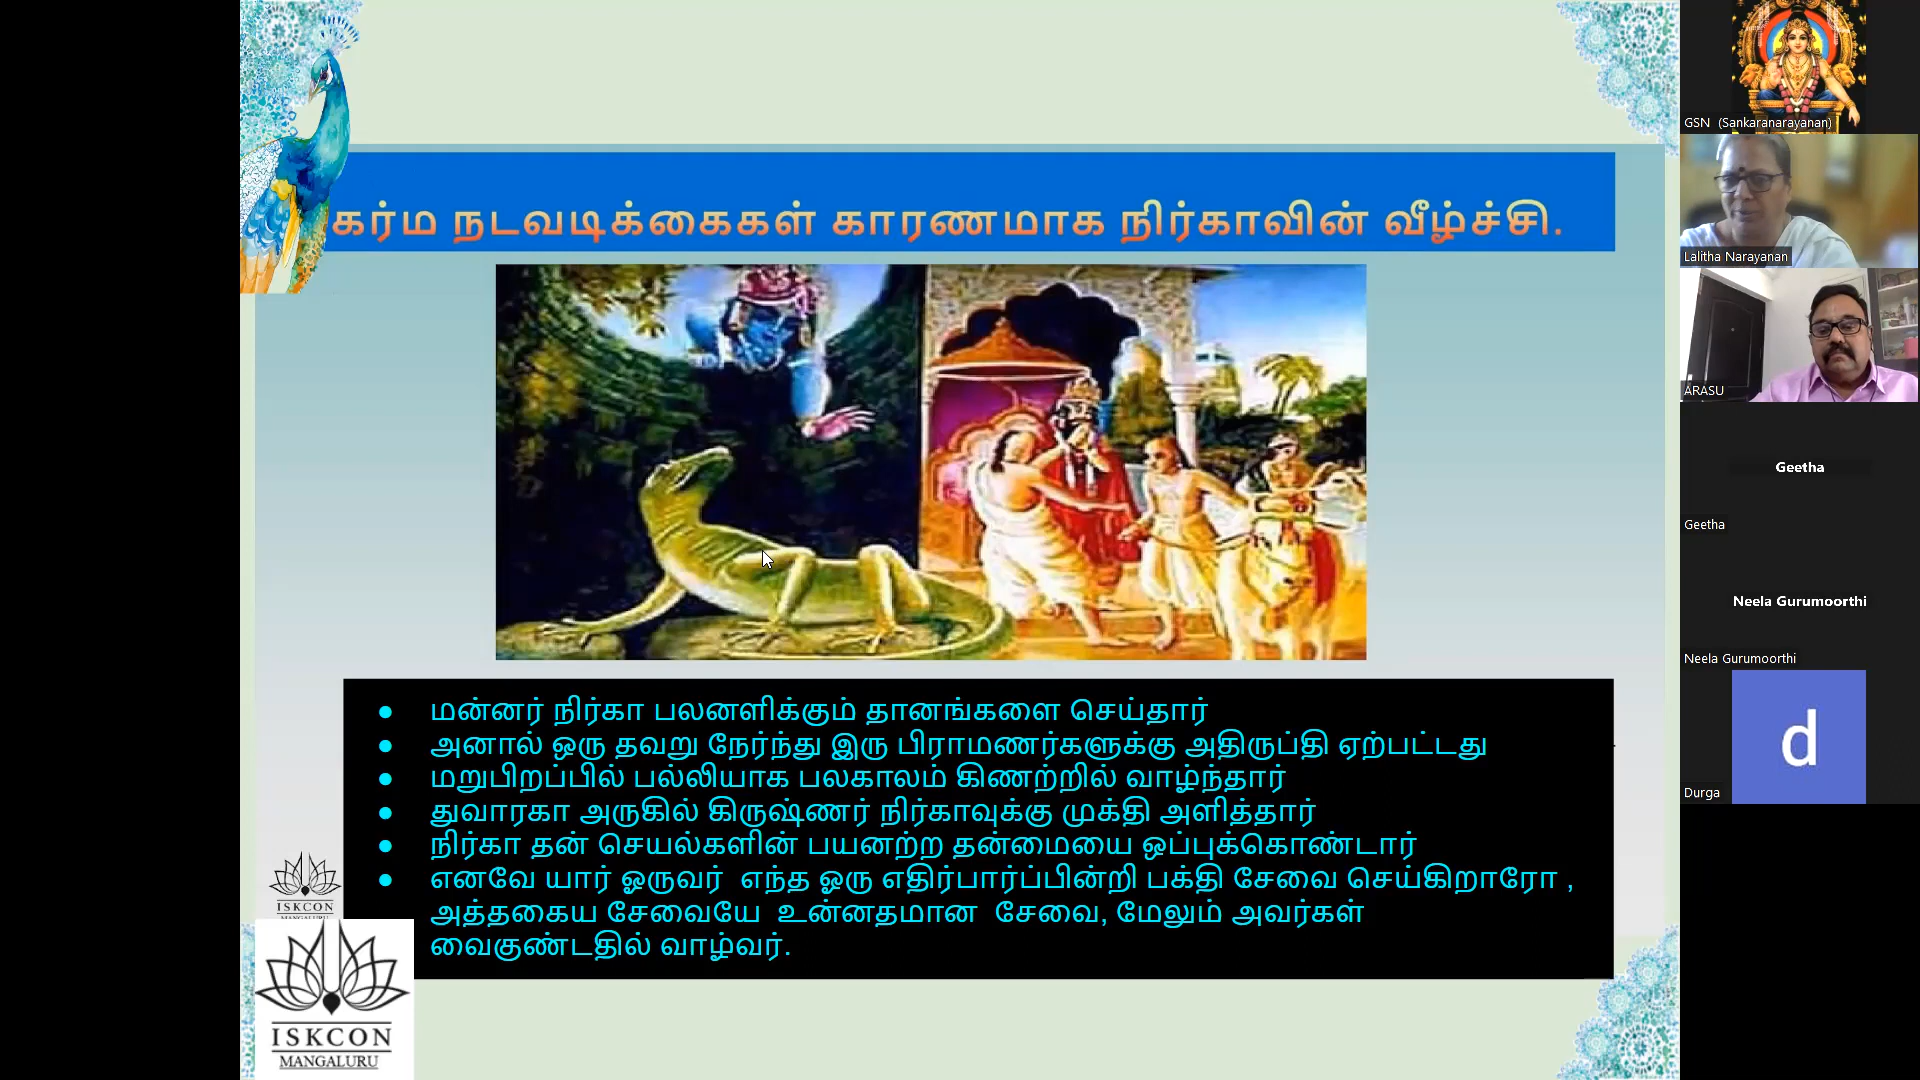 கர்ம நடவடிக்கைகள் காரணமாக நிர்காவின் வீழ்ச்சி.
● மன்னர் நிர்கா பலனளிக்கும் தானங்களை செய்தார்
● அனால் ஒரு தவறு நேர்ந்து இரு பிராமணர்களுக்கு அதிருப்தி ஏற்பட்டது
● மறுபிறப்பில் பல்லியாக பலகாலம் கிணற்றில் வாழ்ந்தார்
● துவாரகா அருகில் கிருஷ்ணர் நிர்காவுக்கு முக்தி அளித்தார்
● நிர்கா தன் செயல்களின் பயனற்ற தன்மையை ஒப்புக்கொண்டார்
● எனவே யார் ஓருவர் எந்த ஓரு எதிர்பார்ப்பின்றி பக்தி சேவை செய்கிறாரோ ,
அத்தகைய சேவையே உன்னதமான சேவை, மேலும் அவர்கள்
வைகுண்டதில் வாழ்வர்.
ISKCON
MANGALURU
ISKCON
MANGALURU
GSN (Sankaranarayanan)
Lalitha Narayanan
ARASU
Geetha
Geetha
Neela Gurumoorthi
Neela Gurumoorthi
d
Durga